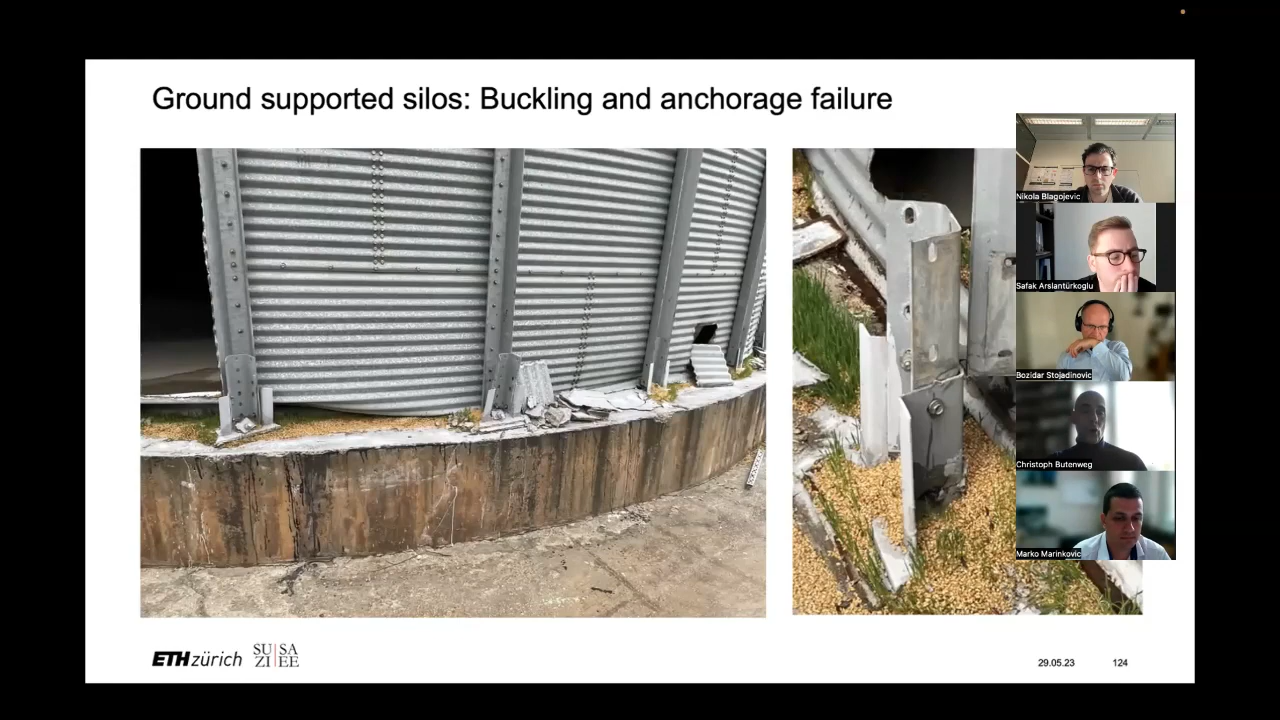 Ground supported silos: Buckling and anchorage failure
Nikola Blagojevic
Safak Arslantürkoglu
Bozidar Stojadinovic
Christoph Butenweg
Marko Marinkovic
ETH zürich
SU|SA
ZI|EE
29.05.23
124